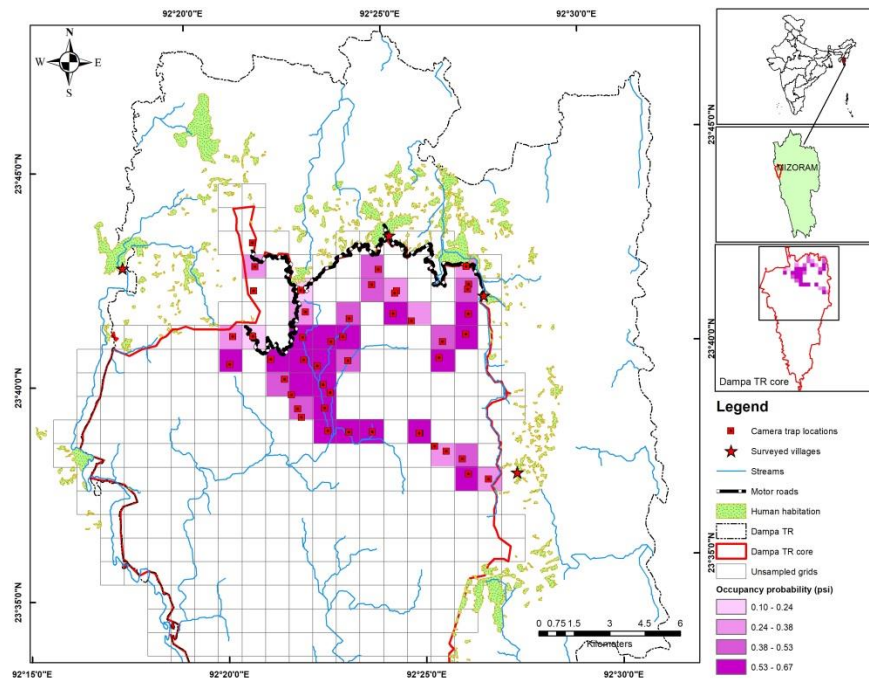 92°20'0"E 92°25'0"E 92°30'0"E
N
W E
S
23°45'0"N
23°40'0"N
23°35'0"N
23°45'0"N
23°40'0"N
23°35'0"N
0 0.75 1.5 3 4.5 6
Kilometers
92°15'0"E 92°20'0"E 92°25'0"E 92°30'0"E
MIZORAM
Dampa TR core
Legend
Camera trap locations
Surveyed villages
Streams
Motor roads
Human habitation
Dampa TR
Dampa TR core
Unsampled grids
Occupancy probability (psi)
0.10 - 0.24
0.24 - 0.38
0.38 - 0.53
0.53 - 0.67